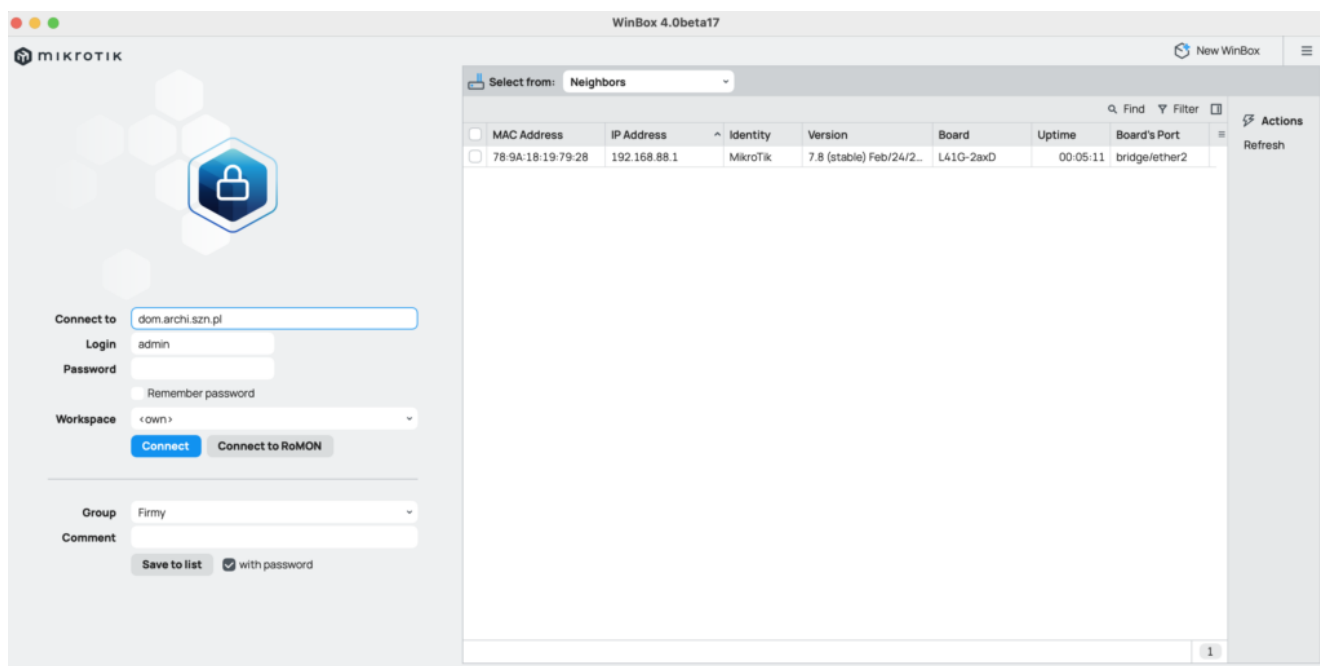 WinBox 4.0beta17
MikroTik
New WinBox
Select from: Neighbors
Find Filter
Actions
MAC Address IP Address Identity Version Board Uptime Board's Port
78:9A:18:19:79:28 192.168.88.1 MikroTik 7.8 (stable) Feb/24/2... L41G-2axD 00:05:11 bridge/ether2
Refresh
Connect to dom.archi.szn.pl
Login admin
Password
Remember password
Workspace <own>
Connect Connect to RoMON
Group Firmy
Comment
Save to list with password
1